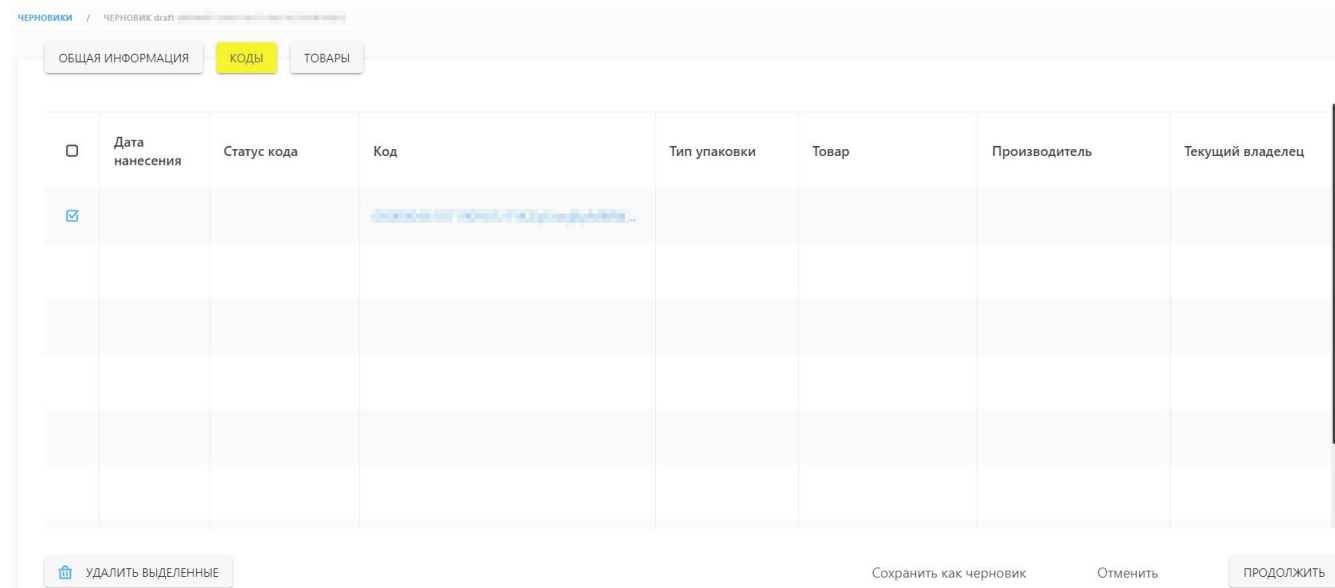 ЧЕРНОВИКИ / ЧЕРНОВИК draft
ОБЩАЯ ИНФОРМАЦИЯ КОДЫ ТОВАРЫ
Дата нанесения Статус кода Код Тип упаковки Товар Производитель Текущий владелец
УДАЛИТЬ ВЫДЕЛЕННЫЕ Сохранить как черновик Отменить ПРОДОЛЖИТЬ